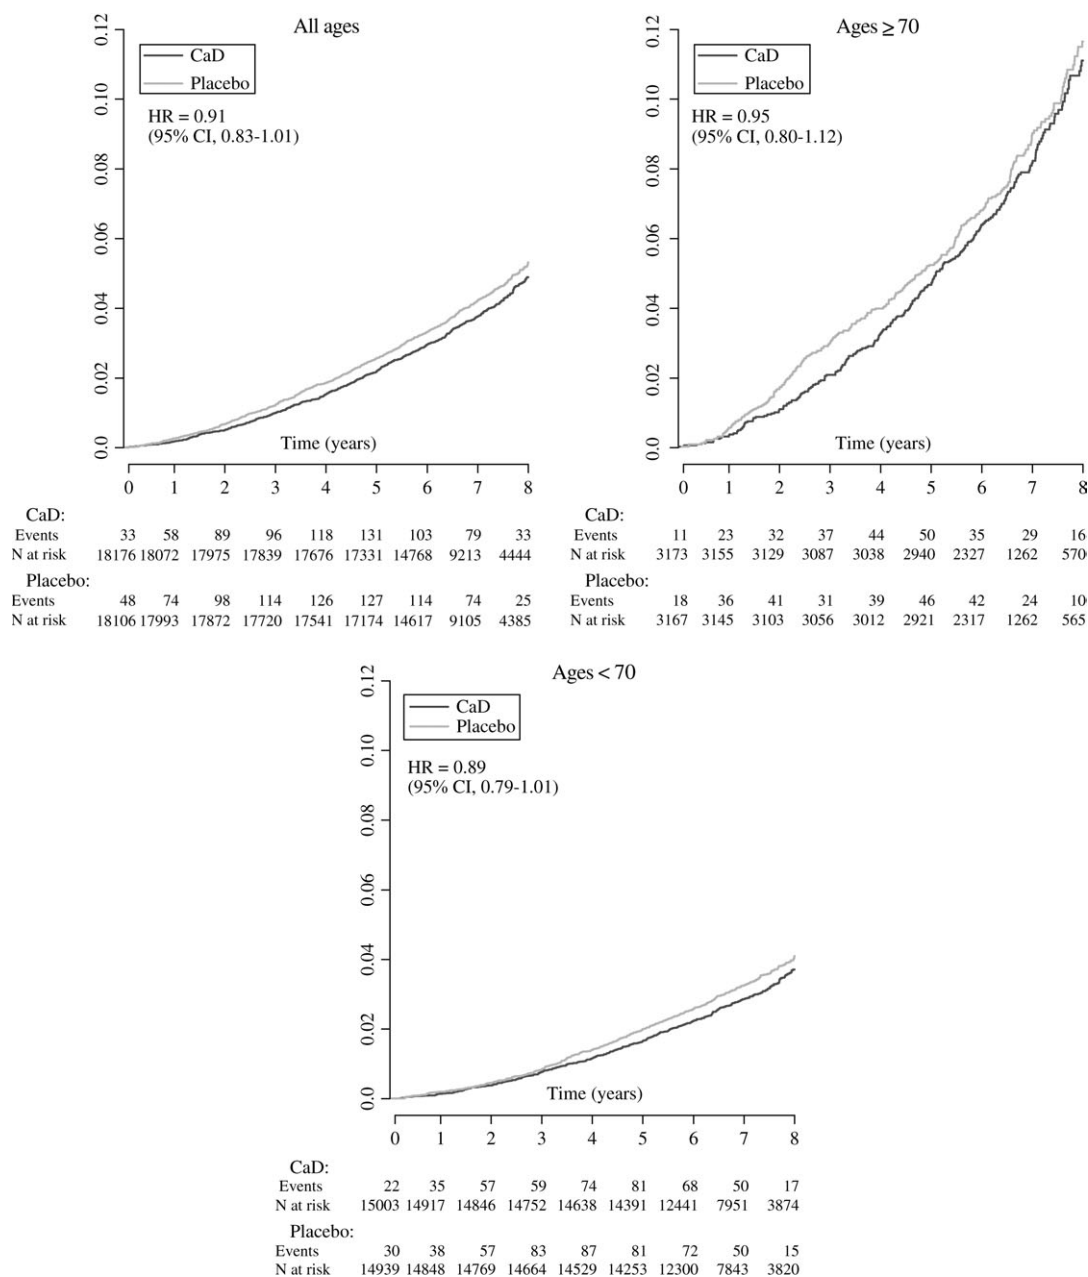 All ages
0.12
0.10
0.08
0.06
0.04
0.02
0.0
CaD
Placebo
HR = 0.91
(95% CI, 0.83-1.01)
Time (years)
0 1 2 3 4 5 6 7 8
CaD:
Events 33 58 89 96 118 131 103 79 33
N at risk 18176 18072 17975 17839 17676 17331 14768 9213 4444
Placebo:
Events 48 74 98 114 126 127 114 74 25
N at risk 18106 17993 17872 17720 17541 17174 14617 9105 4385
Ages ≥ 70
0.12
0.10
0.08
0.06
0.04
0.02
0.0
CaD
Placebo
HR = 0.95
(95% CI, 0.80-1.12)
Time (years)
0 1 2 3 4 5 6 7 8
CaD:
Events 11 23 32 37 44 50 35 29 16
N at risk 3173 3155 3129 3087 3038 2940 2327 1262 570
Placebo:
Events 18 36 41 31 39 46 42 24 10
N at risk 3167 3145 3103 3056 3012 2921 2317 1262 565
Ages < 70
0.12
0.10
0.08
0.06
0.04
0.02
0.0
CaD
Placebo
HR = 0.89
(95% CI, 0.79-1.01)
Time (years)
0 1 2 3 4 5 6 7 8
CaD:
Events 22 35 57 59 74 81 68 50 17
N at risk 15003 14917 14846 14752 14638 14391 12441 7951 3874
Placebo:
Events 30 38 57 83 87 81 72 50 15
N at risk 14939 14848 14769 14664 14529 14253 12300 7843 3820